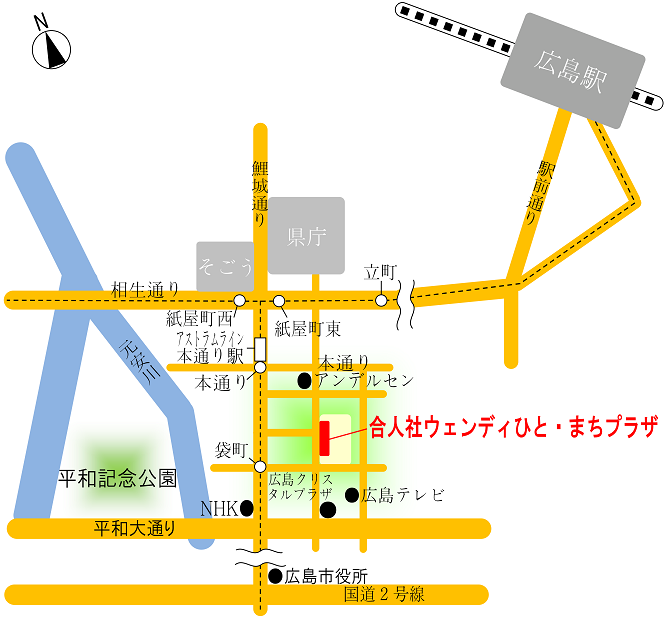 N
広島駅
駅前通り
鯉城通り
県庁
そごう
立町
相生通り
紙屋町西
紙屋町東
アストラムライン
本通り駅
元安川
本通り
本通り
アンデルセン
合人社ウェンディひと・まちプラザ
袋町
平和記念公園
広島クリス
タルプラザ
広島テレビ
NHK
平和大通り
広島市役所
国道2号線